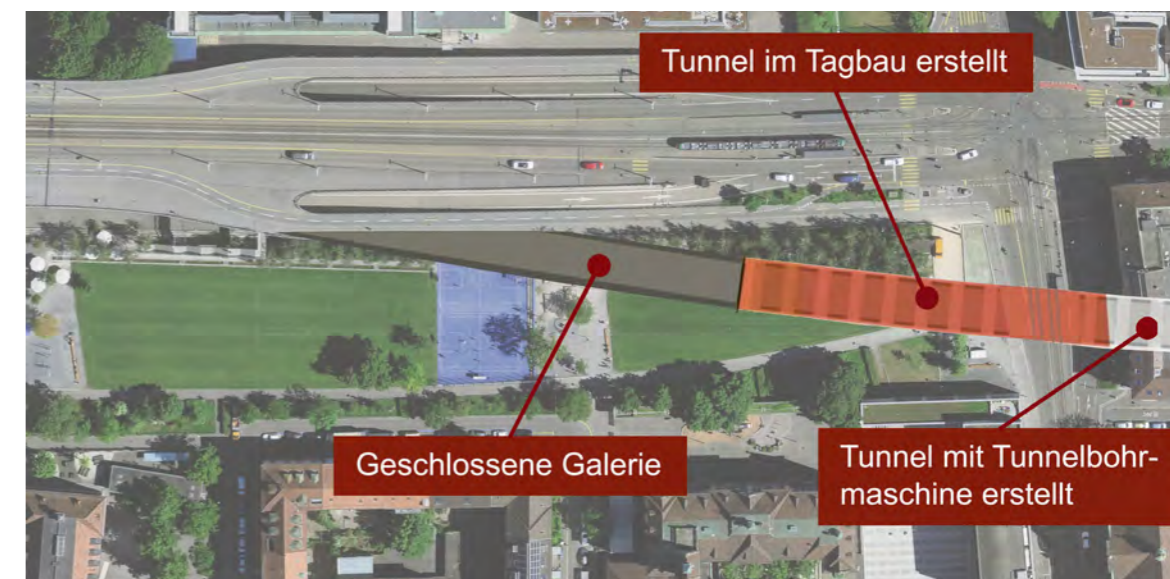 Tunnel im Tagbau erstellt
Geschlossene Galerie
Tunnel mit Tunnelbohr-
maschine erstellt